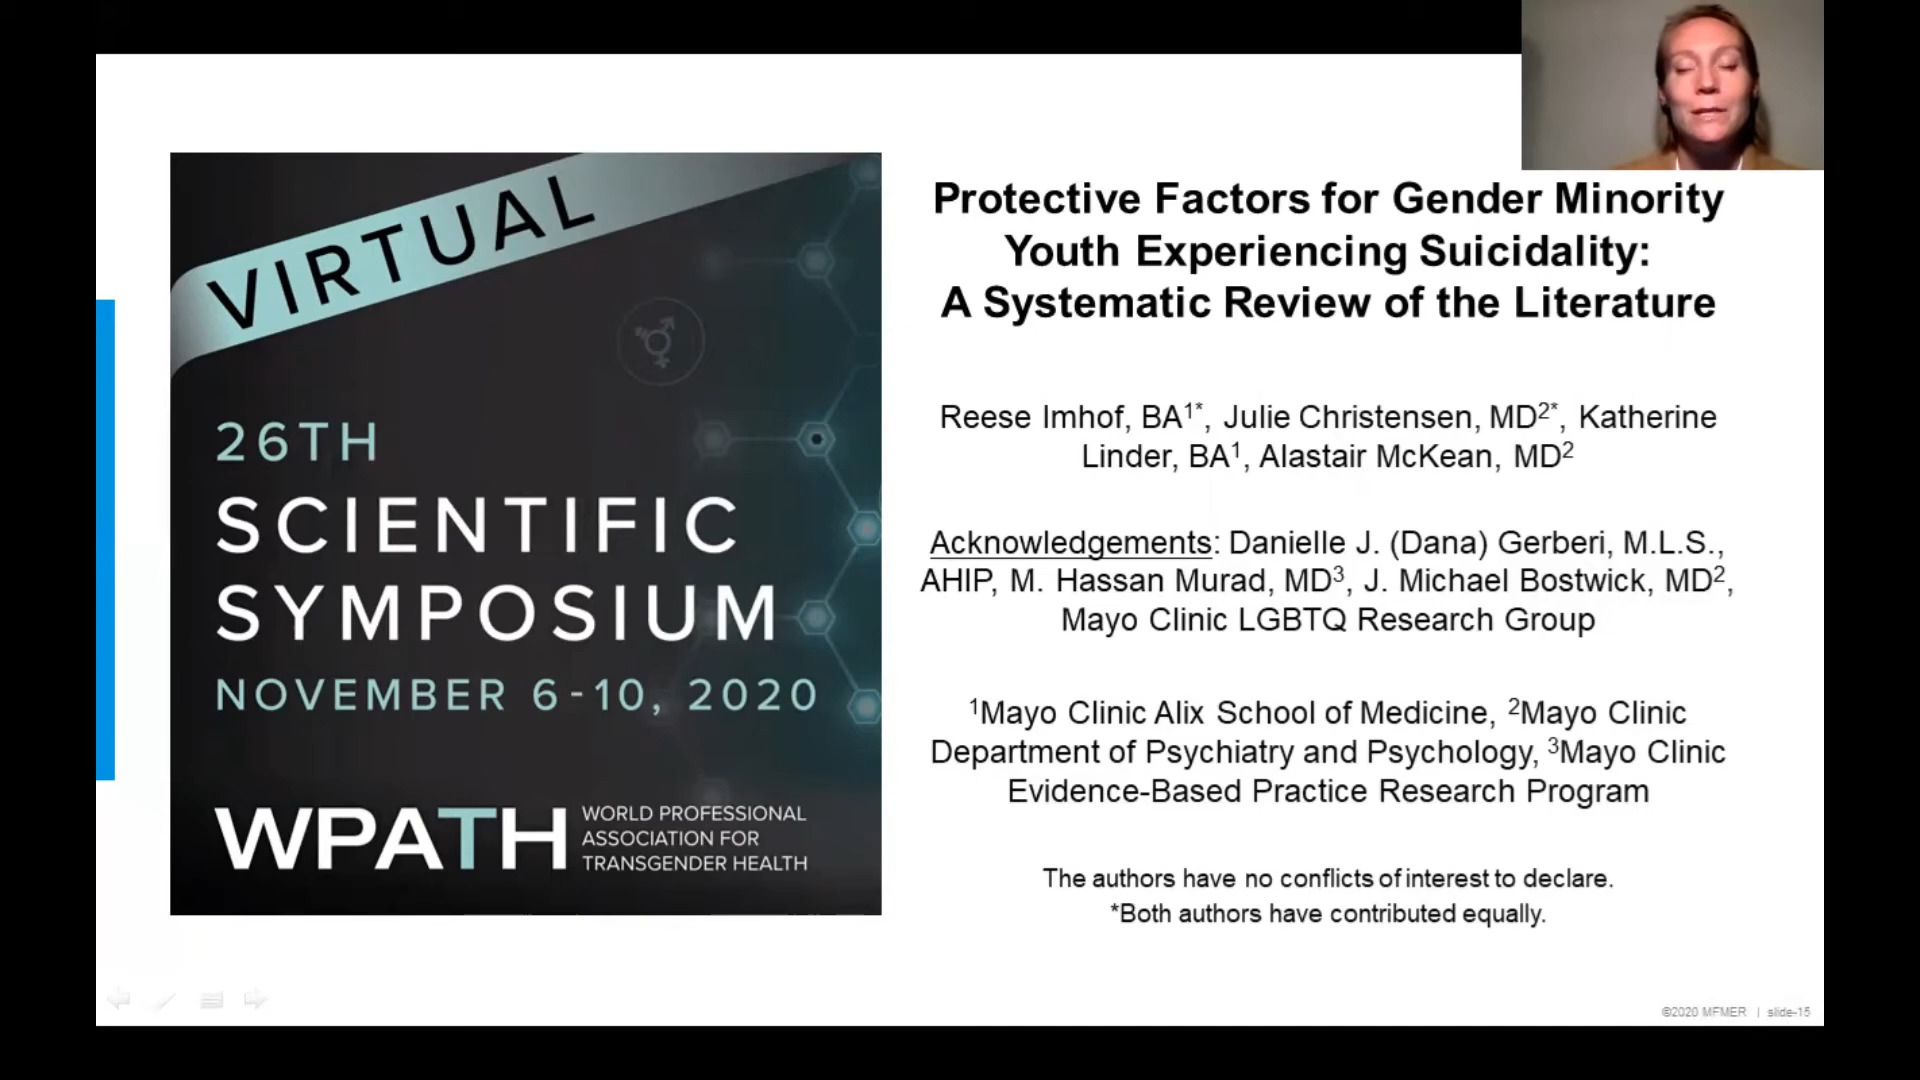 VIRTUAL
26TH
SCIENTIFIC
SYMPOSIUM
NOVEMBER 6-10, 2020
WPATH
WORLD PROFESSIONAL
ASSOCIATION FOR
TRANSGENDER HEALTH
Protective Factors for Gender Minority
Youth Experiencing Suicidality:
A Systematic Review of the Literature
Reese Imhof, BA1*, Julie Christensen, MD2*, Katherine
Linder, BA1, Alastair McKean, MD2
Acknowledgements: Danielle J. (Dana) Gerberi, M.L.S.,
AHIP, M. Hassan Murad, MD3, J. Michael Bostwick, MD2,
Mayo Clinic LGBTQ Research Group
1Mayo Clinic Alix School of Medicine, 2Mayo Clinic
Department of Psychiatry and Psychology, 3Mayo Clinic
Evidence-Based Practice Research Program
The authors have no conflicts of interest to declare.
*Both authors have contributed equally.
©2020 MFMER | slide-15